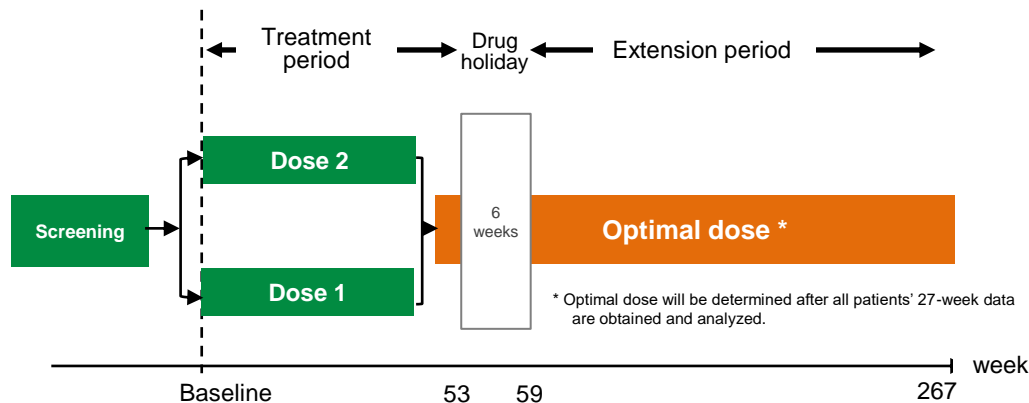 Treatment
period
Drug
holiday
Extension period
Dose 2
Screening
6
weeks
Optimal dose *
Dose 1
* Optimal dose will be determined after all patients' 27-week data
are obtained and analyzed.
week
Baseline
53
59
267